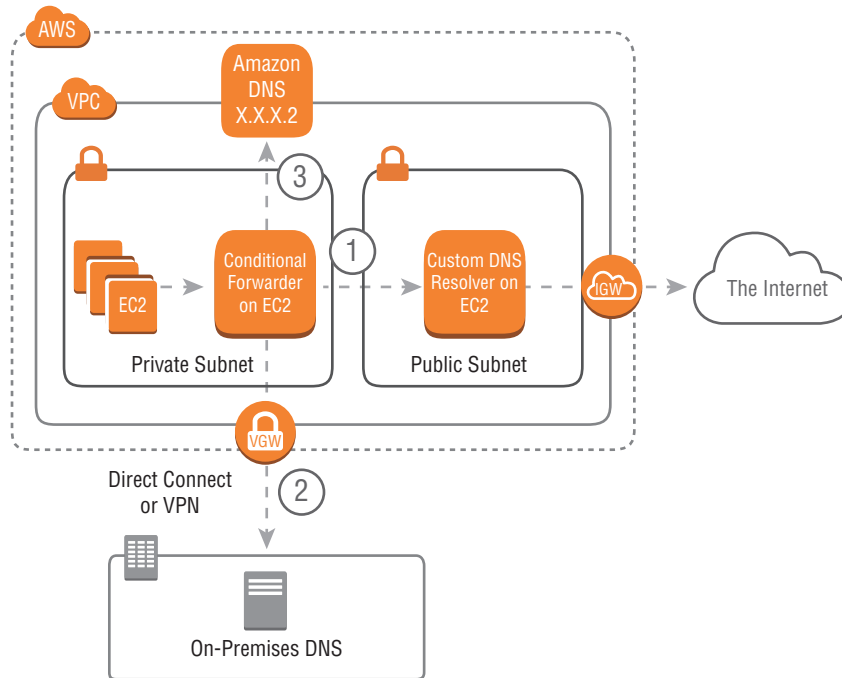 AWS
VPC
Amazon
DNS
X.X.X.2
3
1
EC2
Conditional
Forwarder
on EC2
Custom DNS
Resolver on
EC2
IGW
The Internet
Private Subnet
Public Subnet
VGW
Direct Connect
or VPN
2
On-Premises DNS